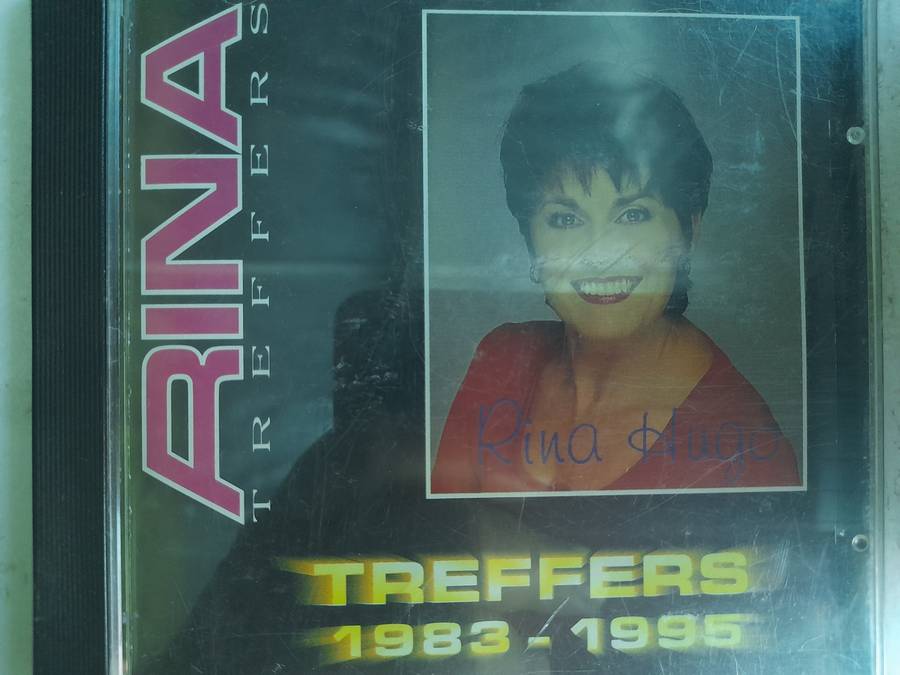 RINA
TREFFERS
Rina Hugo
TREFFERS
1983 - 1995